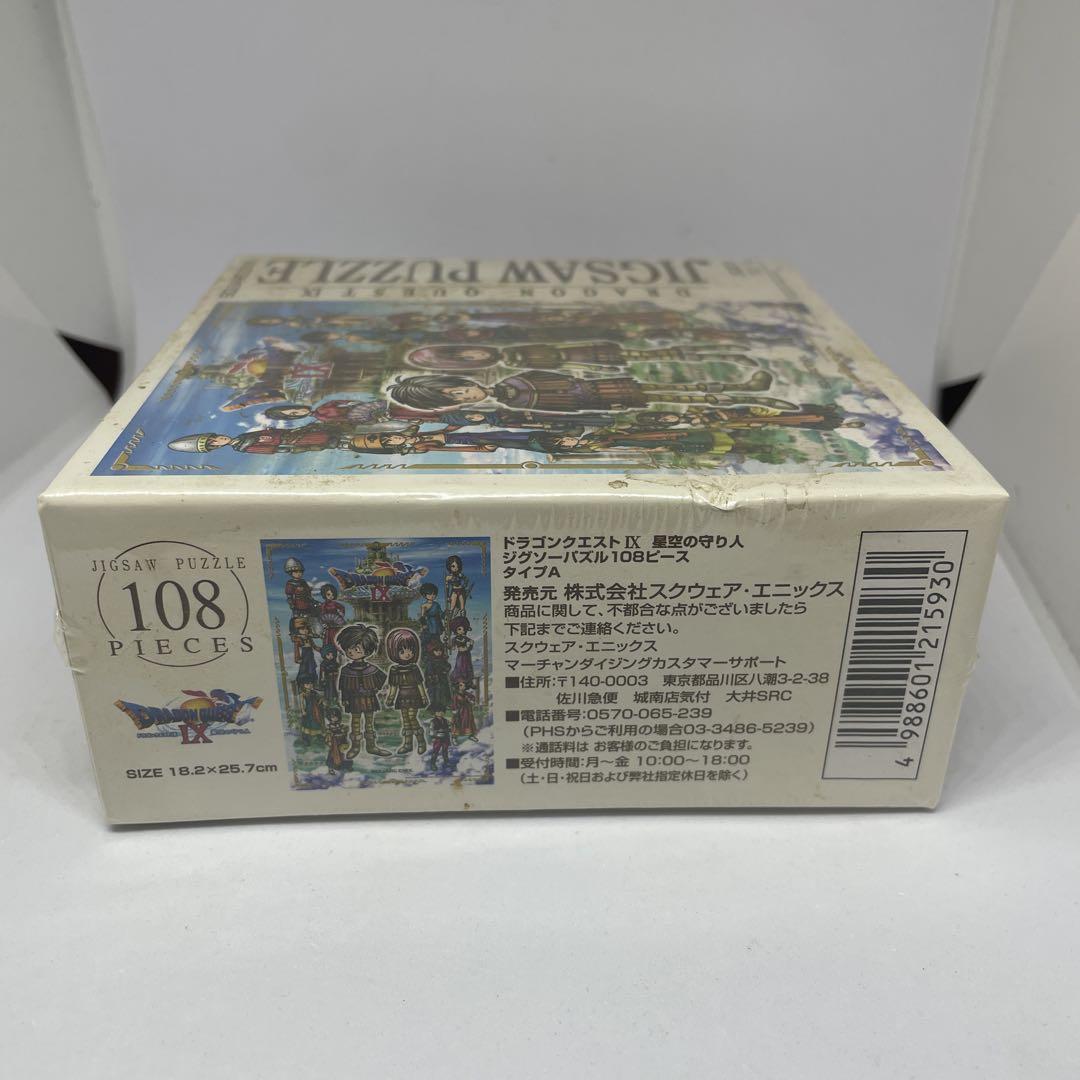 JIGSAW PUZZLE
DRAGON QUEST IX
IX
JIGSAW PUZZLE
108
PIECES
DRAGON QUEST
IX
SIZE 18.2×25.7cm
DRAGON QUEST
IX
ドラゴンクエストⅨ 星空の守り人
ジグソーパズル108ピース
タイプA
発売元 株式会社スクウェア・エニックス
商品に関して、不都合な点がございましたら
下記までご連絡ください。
スクウェア・エニックス
マーチャンダイジングカスタマーサポート
■住所:〒140-0003 東京都品川区八潮3-2-38
佐川急便 城南店気付 大井SRC
■電話番号:0570-065-239
(PHSからご利用の場合03-3486-5239)
※通話料は お客様のご負担になります。
■受付時間:月〜金 10:00〜18:00
(土・日・祝日および弊社指定休日を除く)
4 988601 215930